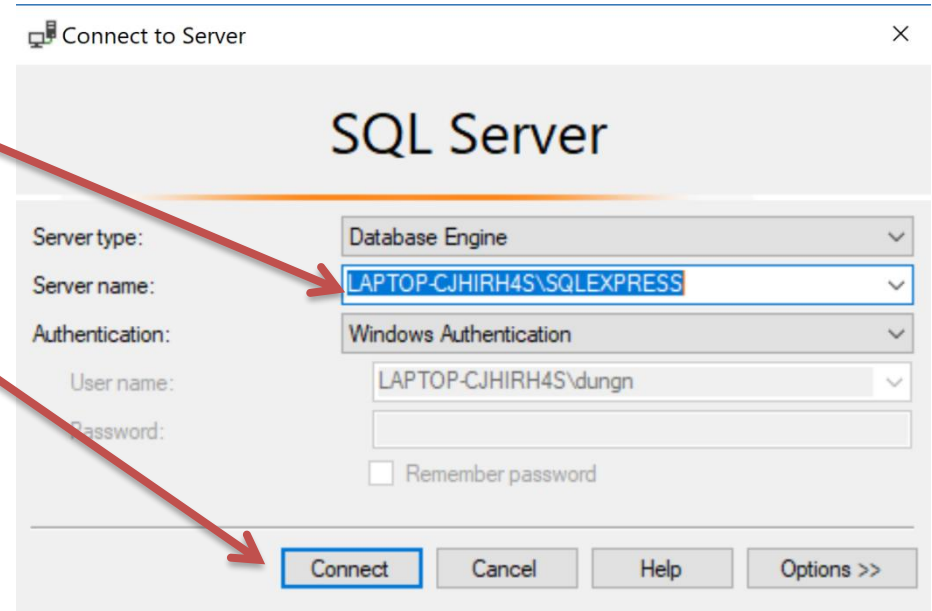 Connect to Server
SQL Server
Server type: Database Engine
Server name: LAPTOP-CJHIRH4S\SQLEXPRESS
Authentication: Windows Authentication
User name: LAPTOP-CJHIRH4S\dungn
Password:
Remember password
Connect Cancel Help Options >>